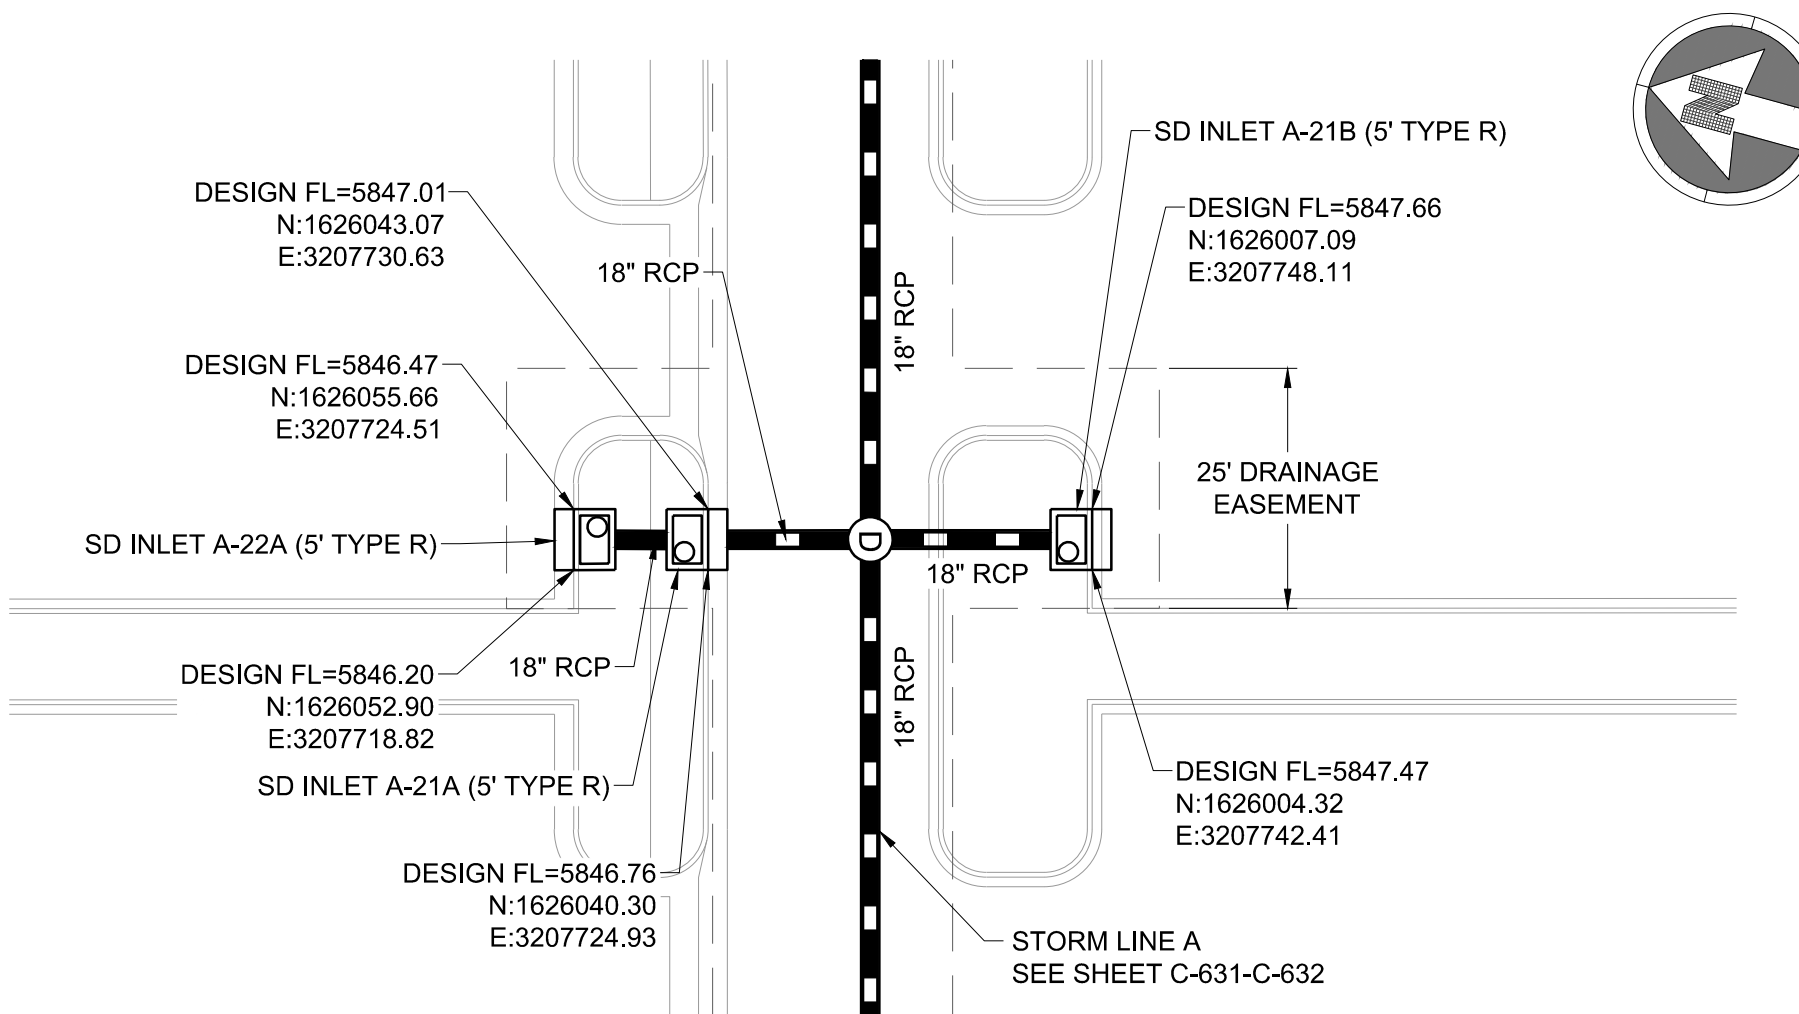 SD INLET A-21B (5' TYPE R)
DESIGN FL=5847.01
N:1626043.07
E:3207730.63
DESIGN FL=5847.66
N:1626007.09
E:3207748.11
18" RCP
18" RCP
DESIGN FL=5846.47
N:1626055.66
E:3207724.51
25' DRAINAGE
EASEMENT
SD INLET A-22A (5' TYPE R)
D
18" RCP
18" RCP
18" RCP
DESIGN FL=5846.20
N:1626052.90
E:3207718.82
SD INLET A-21A (5' TYPE R)
DESIGN FL=5847.47
N:1626004.32
E:3207742.41
DESIGN FL=5846.76
N:1626040.30
E:3207724.93
STORM LINE A
SEE SHEET C-631-C-632
N